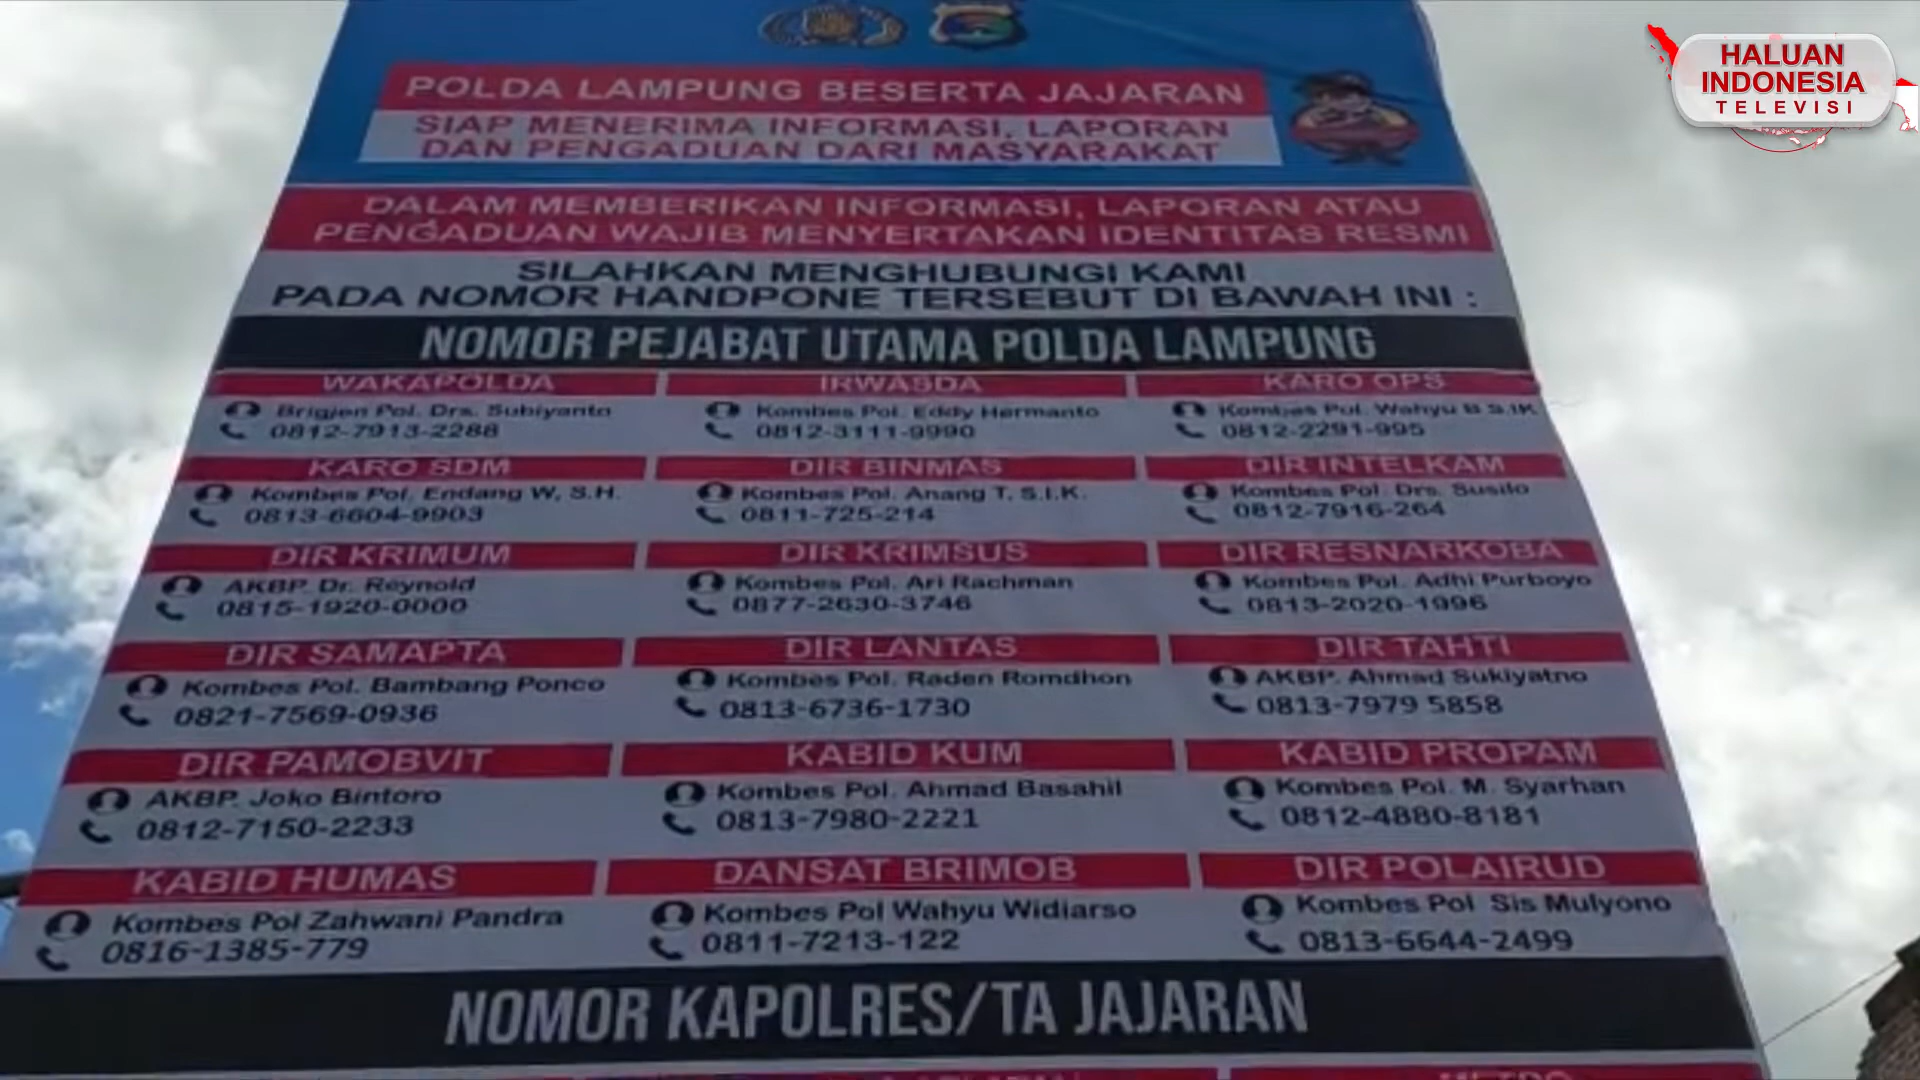 HALUAN
INDONESIA
TELEVISI
POLDA LAMPUNG BESERTA JAJARAN
SIAP MENERIMA INFORMASI, LAPORAN
DAN PENGADUAN DARI MASYARAKAT
DALAM MEMBERIKAN INFORMASI, LAPORAN ATAU
PENGADUAN WAJIB MENYERTAKAN IDENTITAS RESMI
SILAHKAN MENGHUBUNGI KAMI
PADA NOMOR HANDPONE TERSEBUT DI BAWAH INI :
NOMOR PEJABAT UTAMA POLDA LAMPUNG
WAKAPOLDA
Brigjen Pol. Drs. Subiyanto
0812-7913-2288
IRWASDA
Kombes Pol. Eddy Hermanto
0812-3111-9990
KARO OPS
Kombes Pol. Wahyu B S.IK
0812-2291-995
KARO SDM
Kombes Pol. Endang W, S.H.
0813-6604-9903
DIR BINMAS
Kombes Pol. Anang T, S.I.K.
0811-725-214
DIR INTELKAM
Kombes Pol. Drs. Susilo
0812-7916-264
DIR KRIMUM
AKBP Dr. Reynold
0815-1920-0000
DIR KRIMSUS
Kombes Pol. Ari Rachman
0877-2630-3746
DIR RESNARKOBA
Kombes Pol. Adhi Purboyo
0813-2020-1996
DIR SAMAPTA
Kombes Pol. Bambang Ponco
0821-7569-0936
DIR LANTAS
Kombes Pol. Raden Romdhon
0813-6736-1730
DIR TAHTI
AKBP. Ahmad Sukiyatno
0813-7979 5858
DIR PAMOBVIT
AKBP. Joko Bintoro
0812-7150-2233
KABID KUM
Kombes Pol. Ahmad Basahil
0813-7980-2221
KABID PROPAM
Kombes Pol. M. Syarhan
0812-4880-8181
KABID HUMAS
Kombes Pol Zahwani Pandra
0816-1385-779
DANSAT BRIMOB
Kombes Pol Wahyu Widiarso
0811-7213-122
DIR POLAIRUD
Kombes Pol Sis Mulyono
0813-6644-2499
NOMOR KAPOLRES/TA JAJARAN
METRO